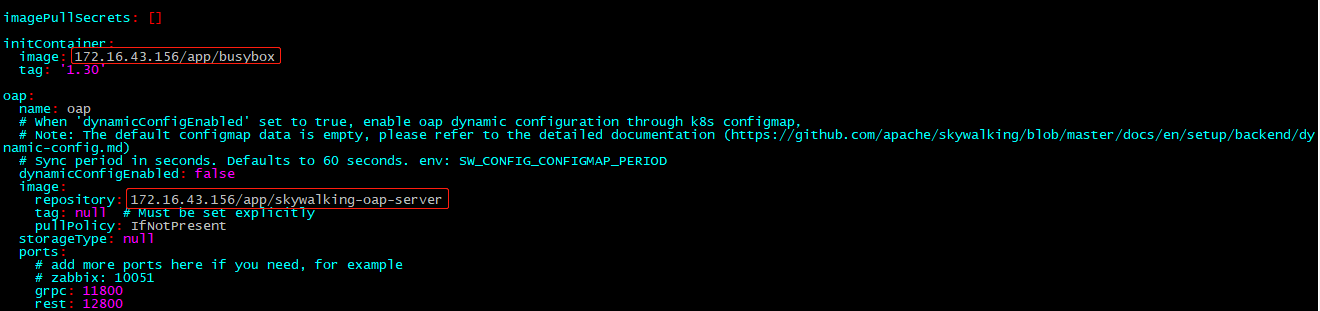 imagePullSecrets: []
initContainer:
  image: 172.16.43.156/app/busybox
  tag: '1.30'
oap:
  name: oap
  # When 'dynamicConfigEnabled' set to true, enable oap dynamic configuration through k8s configmap,
  # Note: The default configmap data is empty, please refer to the detailed documentation (https://github.com/apache/skywalking/blob/master/docs/en/setup/backend/dy
namic-config.md)
  # Sync period in seconds. Defaults to 60 seconds. env: SW_CONFIG_CONFIGMAP_PERIOD
  dynamicConfigEnabled: false
  image:
    repository: 172.16.43.156/app/skywalking-oap-server
    tag: null  # Must be set explicitly
    pullPolicy: IfNotPresent
  storageType: null
  ports:
    # add more ports here if you need, for example
    # zabbix: 10051
    grpc: 11800
    rest: 12800